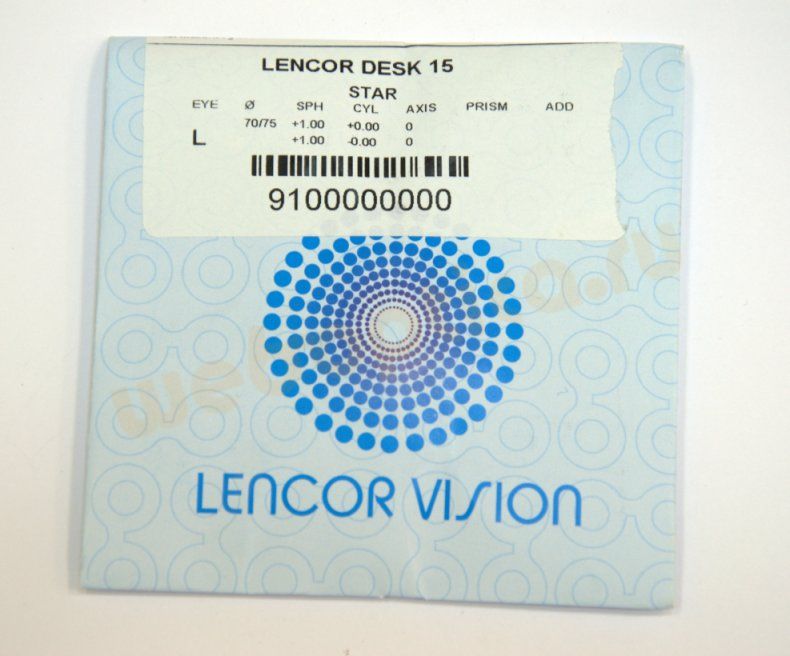 LENCOR DESK 15
STAR
EYE Ø SPH CYL AXIS PRISM ADD
L 70/75 +1.00 +0.00 0
+1.00 -0.00 0
9100000000
LENCOR VISION